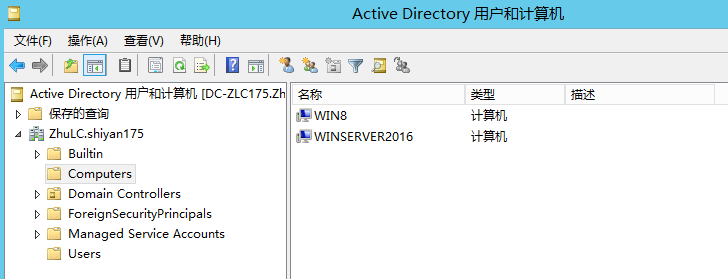 Active Directory 用户和计算机
文件(F) 操作(A) 查看(V) 帮助(H)
Active Directory 用户和计算机 [DC-ZLC175.Zh
保存的查询
ZhuLC.shiyan175
Builtin
Computers
Domain Controllers
ForeignSecurityPrincipals
Managed Service Accounts
Users
名称 类型 描述
WIN8 计算机
WINSERVER2016 计算机